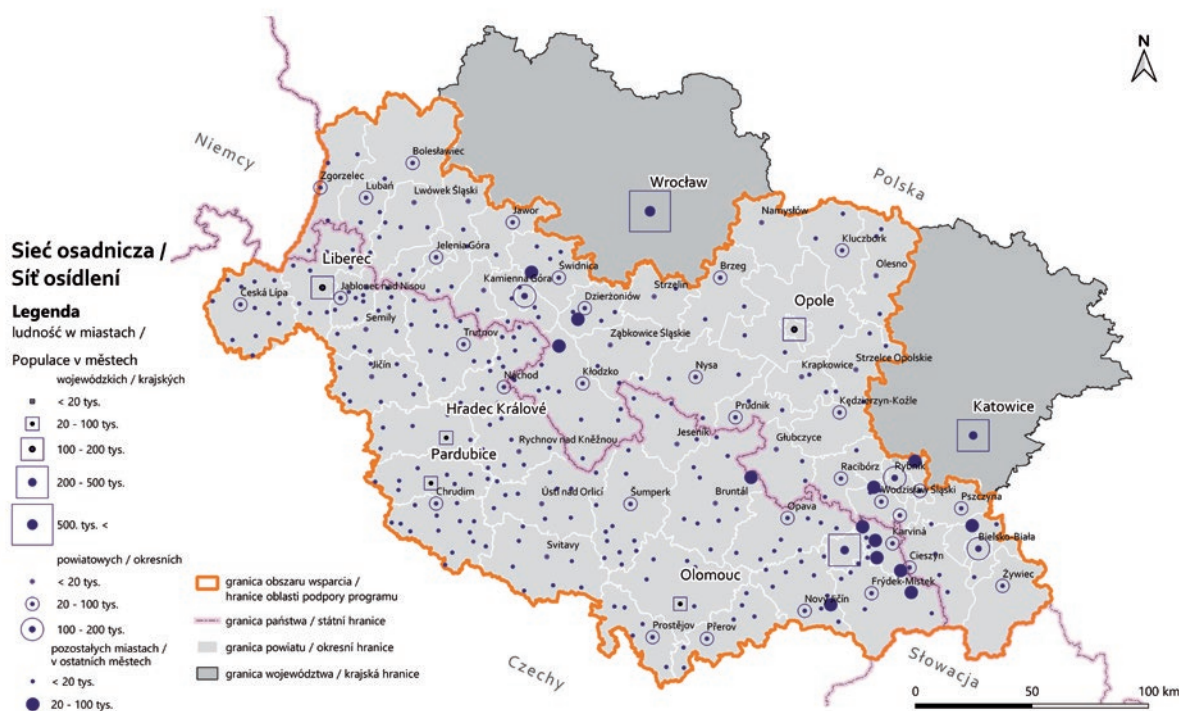 N
Niemcy
Polska
Czechy
Słowacja
Wrocław
Katowice
Opole
Liberec
Hradec Králové
Pardubice
Olomouc
Bolesławiec
Zgorzelec
Lubań
Lwówek Śląski
Jawor
Namysłów
Kluczbork
Olesno
Jelenia Góra
Kamienna Góra
Świdnica
Brzeg
Strzelin
Dzierżoniów
Česká Lípa
Jablonec nad Nisou
Semily
Trutnov
Ząbkowice Śląskie
Jičín
Náchod
Kłodzko
Nysa
Krapkowice
Strzelce Opolskie
Prudnik
Kędzierzyn-Koźle
Rychnov nad Kněžnou
Jeseník
Głubczyce
Racibórz
Rybnik
Wodzisław Śląski
Pszczyna
Chrudim
Ústí nad Orlicí
Šumperk
Bruntál
Opava
Karviná
Bielsko-Biała
Cieszyn
Svitavy
Frýdek-Místek
Żywiec
Nový Jičín
Prostějov
Přerov
Sieć osadnicza /
Síť osídlení
Legenda
ludność w miastach /
Populace v městech
wojewódzkich / krajských
< 20 tys.
20 - 100 tys.
100 - 200 tys.
200 - 500 tys.
500. tys. <
powiatowych / okresních
< 20 tys.
20 - 100 tys.
100 - 200 tys.
pozostałych miastach /
v ostatních městech
< 20 tys.
20 - 100 tys.
granica obszaru wsparcia /
hranice oblasti podpory programu
granica państwa / státní hranice
granica powiatu / okresní hranice
granica województwa / krajská hranice
0 50 100 km